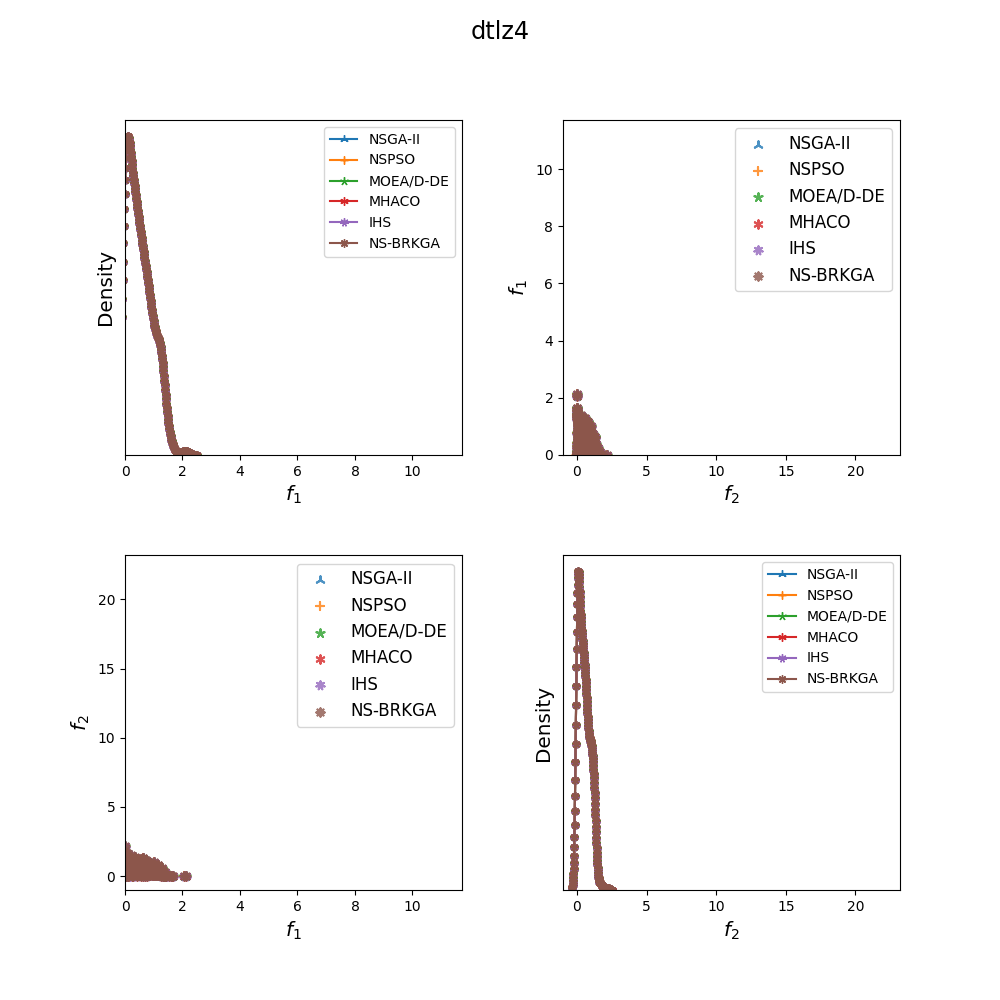 dtlz4
Density
NSGA-II
NSPSO
MOEA/D-DE
MHACO
IHS
NS-BRKGA
0 2 4 6 8 10
f1
f1
10
8
6
4
2
0
NSGA-II
NSPSO
MOEA/D-DE
MHACO
IHS
NS-BRKGA
0 5 10 15 20
f2
f2
20
15
10
5
0
NSGA-II
NSPSO
MOEA/D-DE
MHACO
IHS
NS-BRKGA
0 2 4 6 8 10
f1
Density
NSGA-II
NSPSO
MOEA/D-DE
MHACO
IHS
NS-BRKGA
0 5 10 15 20
f2